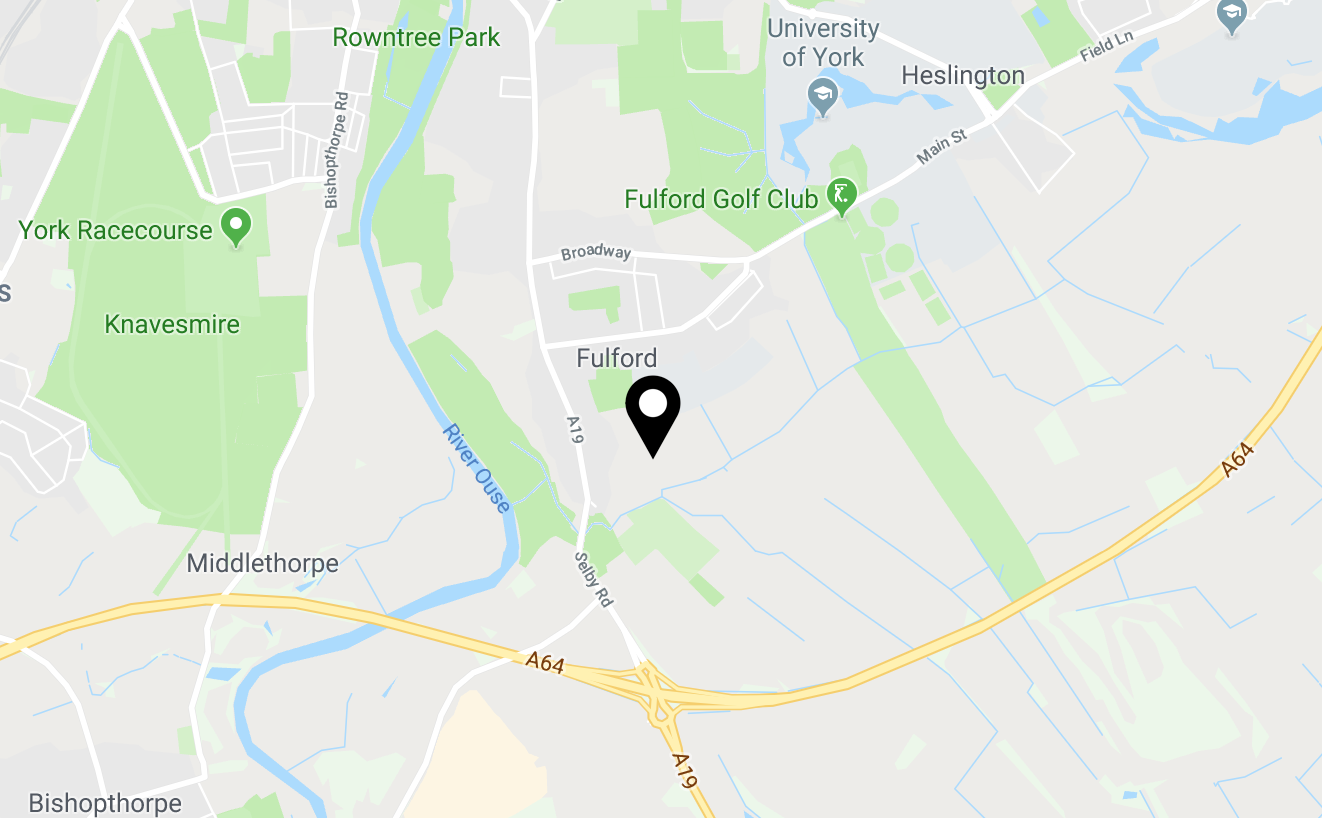 Rowntree Park
University
of York
Heslington
Field Ln
Bishopthorpe Rd
Main St
Fulford Golf Club
York Racecourse
Broadway
s
Knavesmire
Fulford
A19
River Ouse
A64
Middlethorpe
Selby Rd
A64
A19
Bishopthorpe